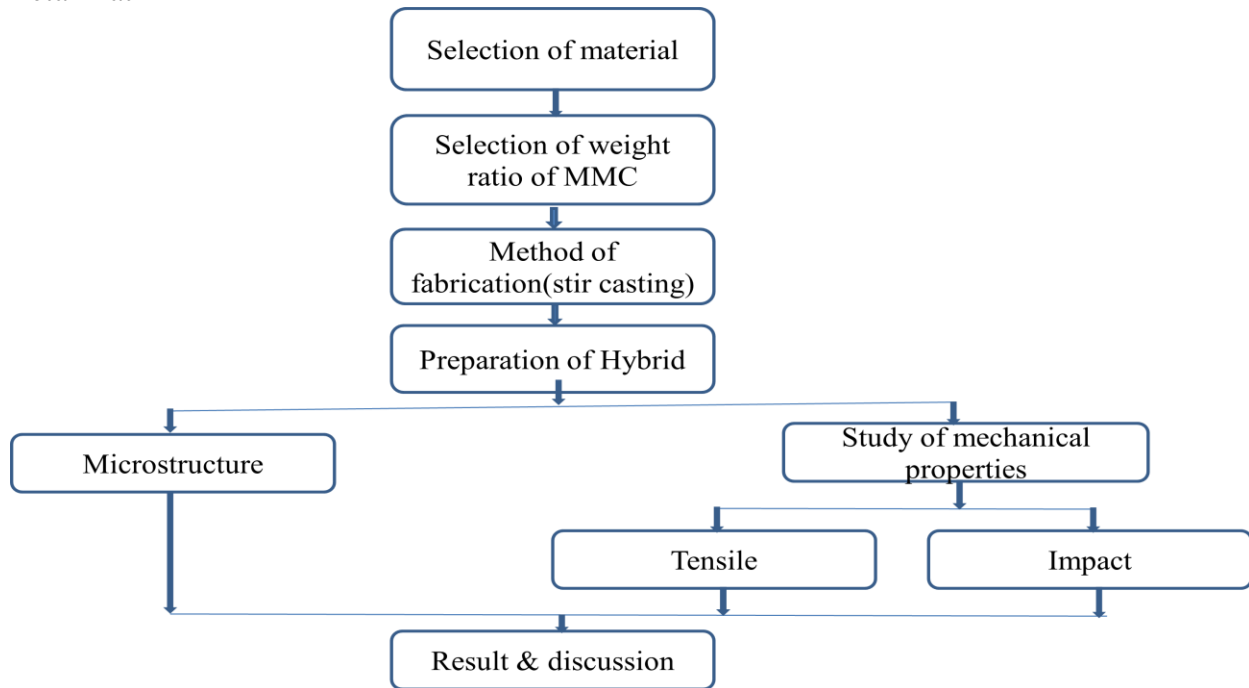 Selection of material
Selection of weight
ratio of MMC
Method of
fabrication(stir casting)
Preparation of Hybrid
Microstructure
Study of mechanical
properties
Tensile
Impact
Result & discussion